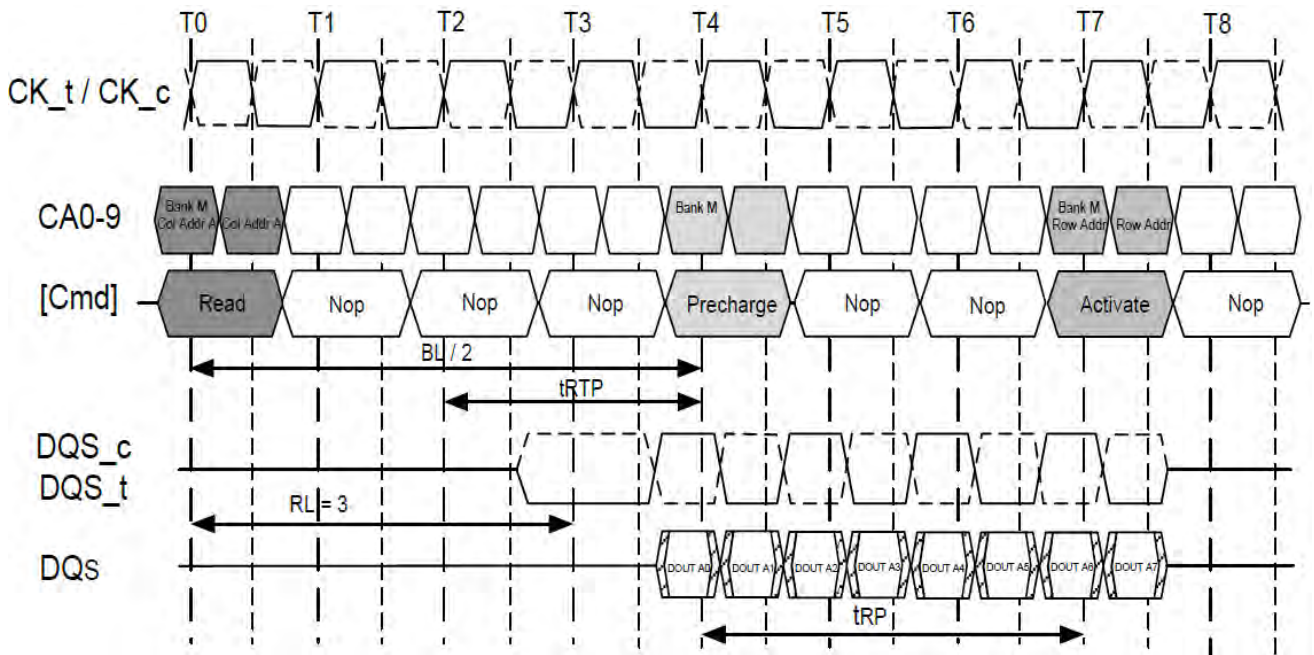 T0 T1 T2 T3 T4 T5 T6 T7 T8
CK_t / CK_c
CA0-9
Bank M
Col Addr A
Col Addr A
Bank M
Bank M
Row Addr
Row Addr
[Cmd] Read Nop Nop Nop Precharge Nop Nop Activate Nop
BL / 2
tRTP
DQS_c
DQS_t
RL = 3
DQs DOUT A0 DOUT A1 DOUT A2 DOUT A3 DOUT A4 DOUT A5 DOUT A6 DOUT A7
tRP